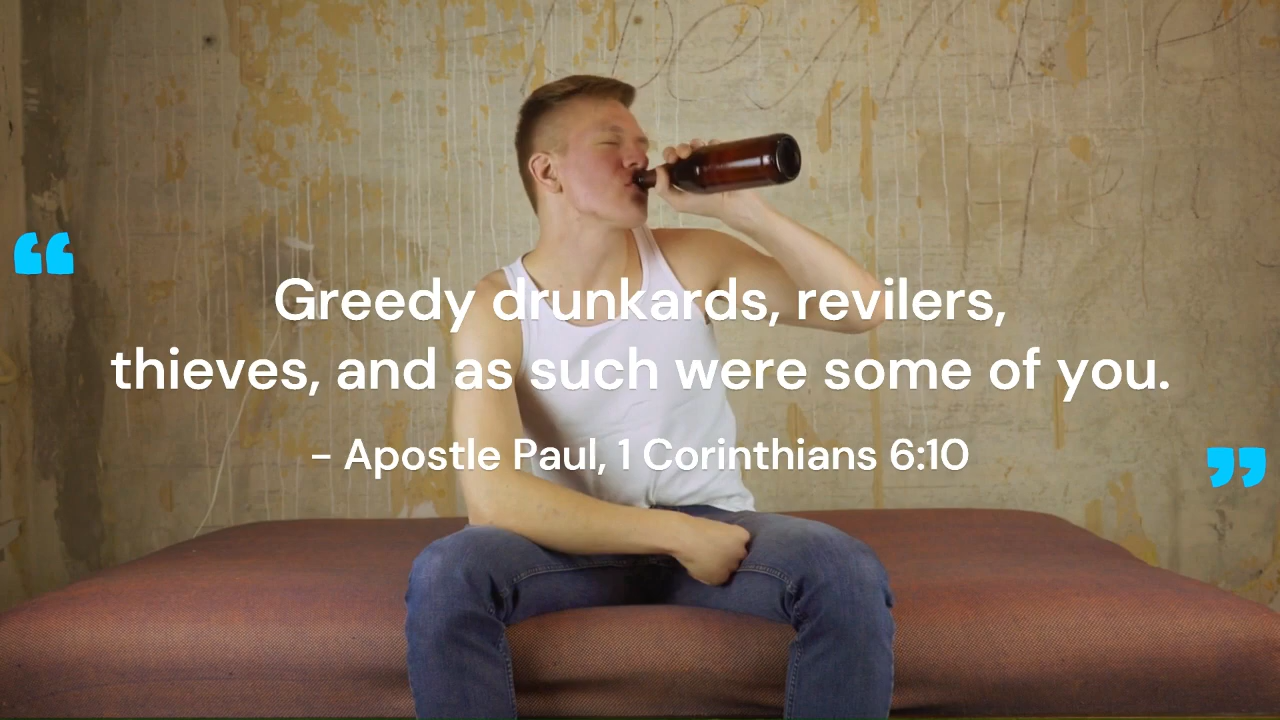 “
Greedy drunkards, revilers,
thieves, and as such were some of you.
– Apostle Paul, 1 Corinthians 6:10
”